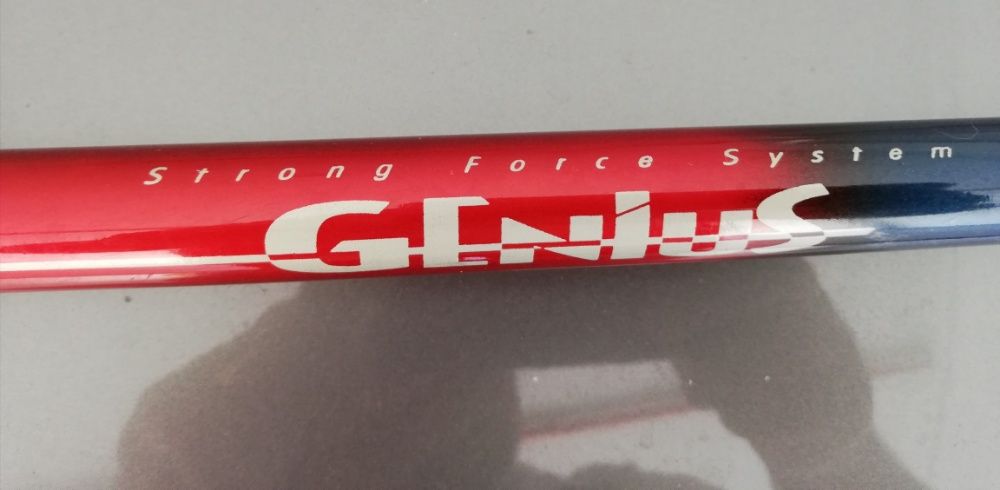 Strong Force System
GENIUS